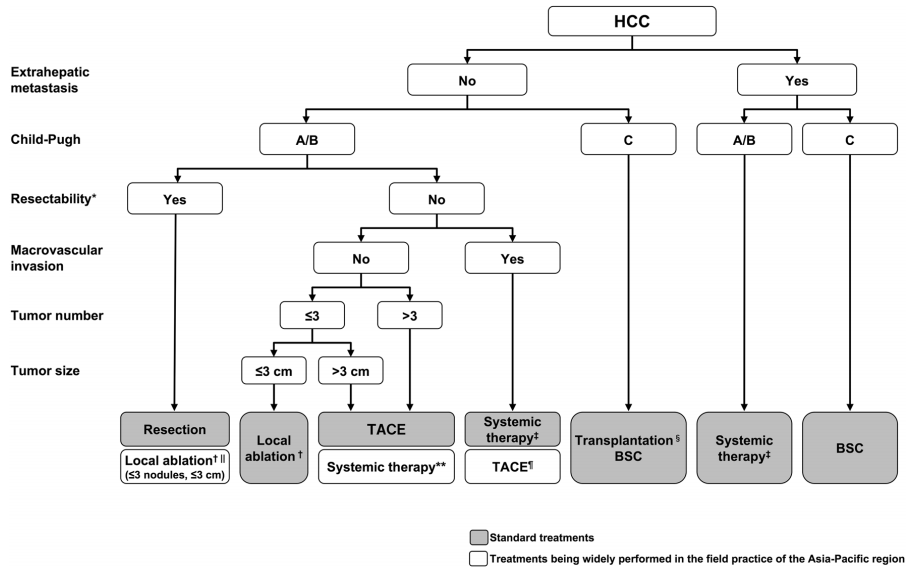 HCC
Extrahepatic
metastasis
No
Yes
Child-Pugh
A/B
C
A/B
C
Resectability*
Yes
No
Macrovascular
invasion
No
Yes
Tumor number
≤3
>3
Tumor size
≤3 cm
>3 cm
Resection
Local ablation† ||
(≤3 nodules, ≤3 cm)
Local
ablation †
TACE
Systemic therapy**
Systemic
therapy‡
TACE¶
Transplantation §
BSC
Systemic
therapy‡
BSC
Standard treatments
Treatments being widely performed in the field practice of the Asia-Pacific region